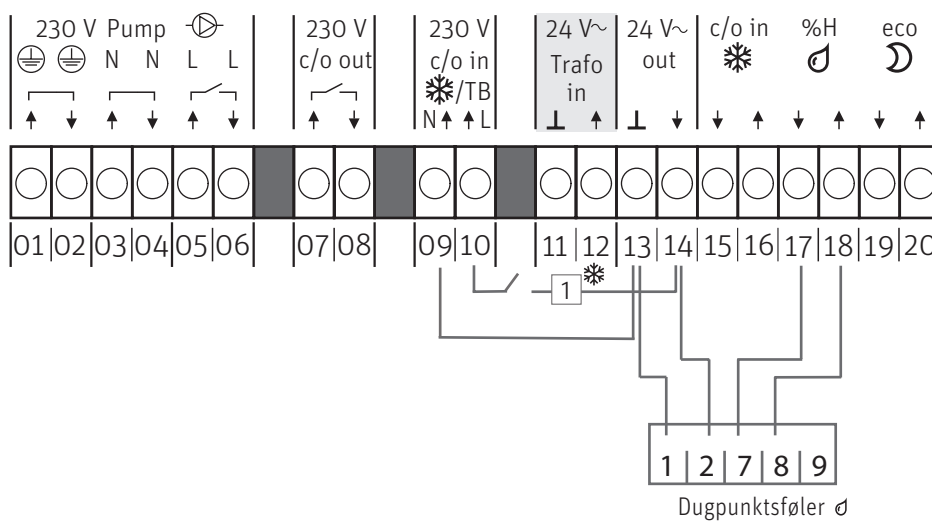 230 V Pump 230 V 230 V 24 V~ 24 V~ c/o in %H eco
N N L L c/o out c/o in Trafo out
/TB in
N L
01 02 03 04 05 06 07 08 09 10 11 12 13 14 15 16 17 18 19 20
1
1 2 7 8 9
Dugpunktsføler